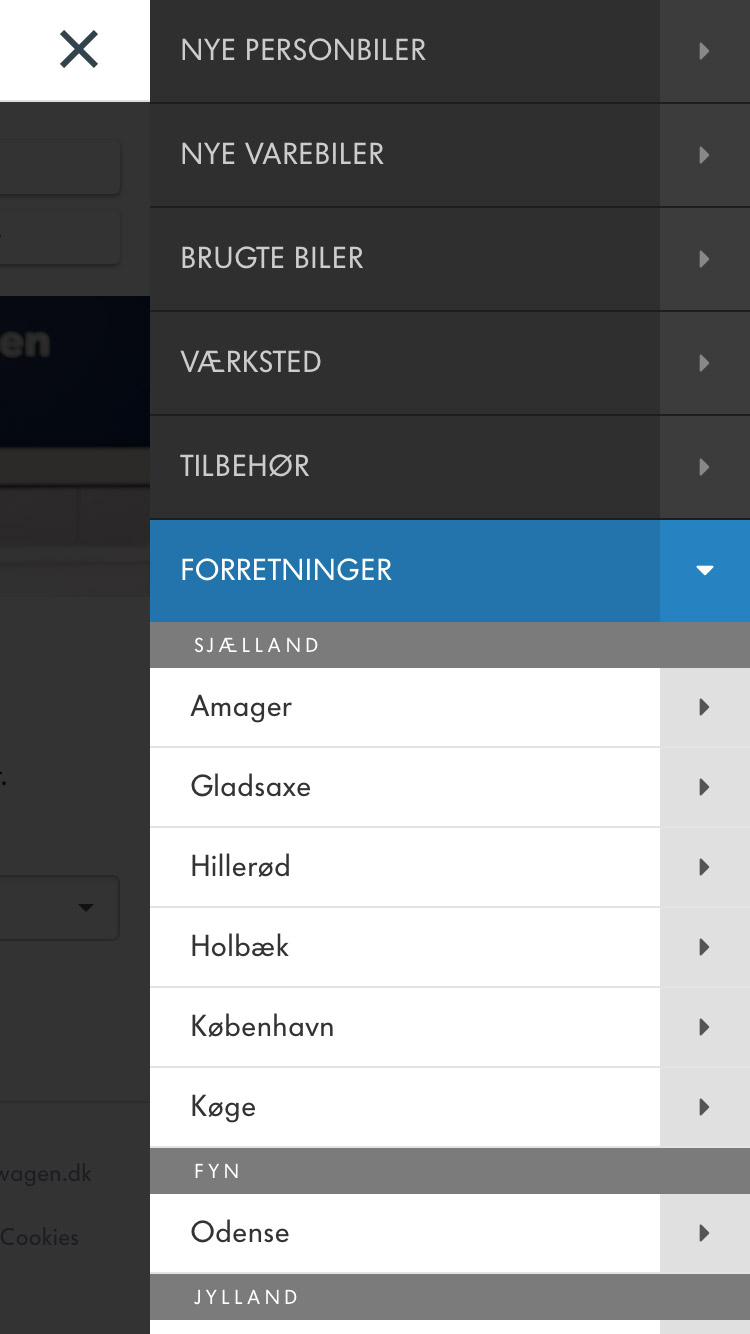 NYE PERSONBILER
NYE VAREBILER
BRUGTE BILER
VÆRKSTED
TILBEHØR
FORRETNINGER
SJÆLLAND
Amager
Gladsaxe
Hillerød
Holbæk
København
Køge
FYN
Odense
JYLLAND
en
wagen.dk
Cookies